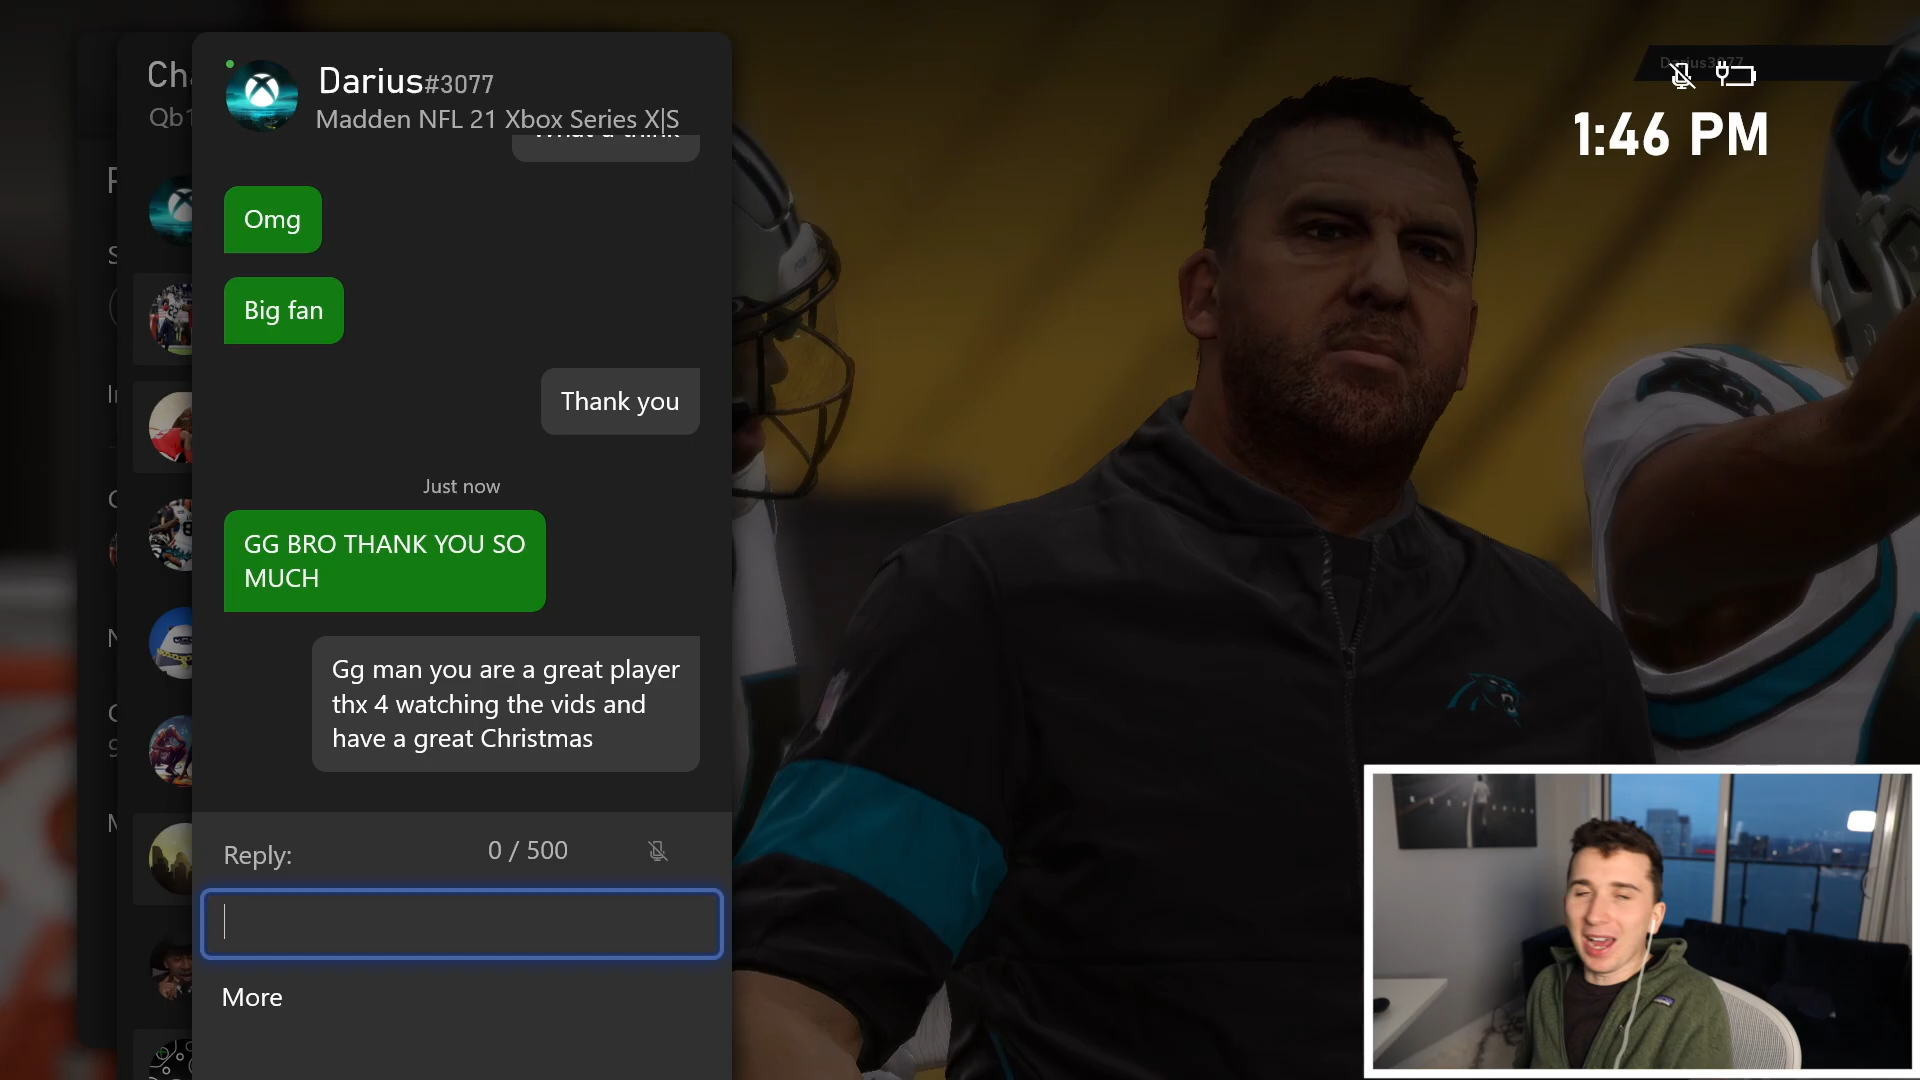 Darius#3077
Madden NFL 21 Xbox Series X|S
Omg
Big fan
Thank you
Just now
GG BRO THANK YOU SO
MUCH
Gg man you are a great player
thx 4 watching the vids and
have a great Christmas
Reply:
0 / 500
More
Darius3077
1:46 PM